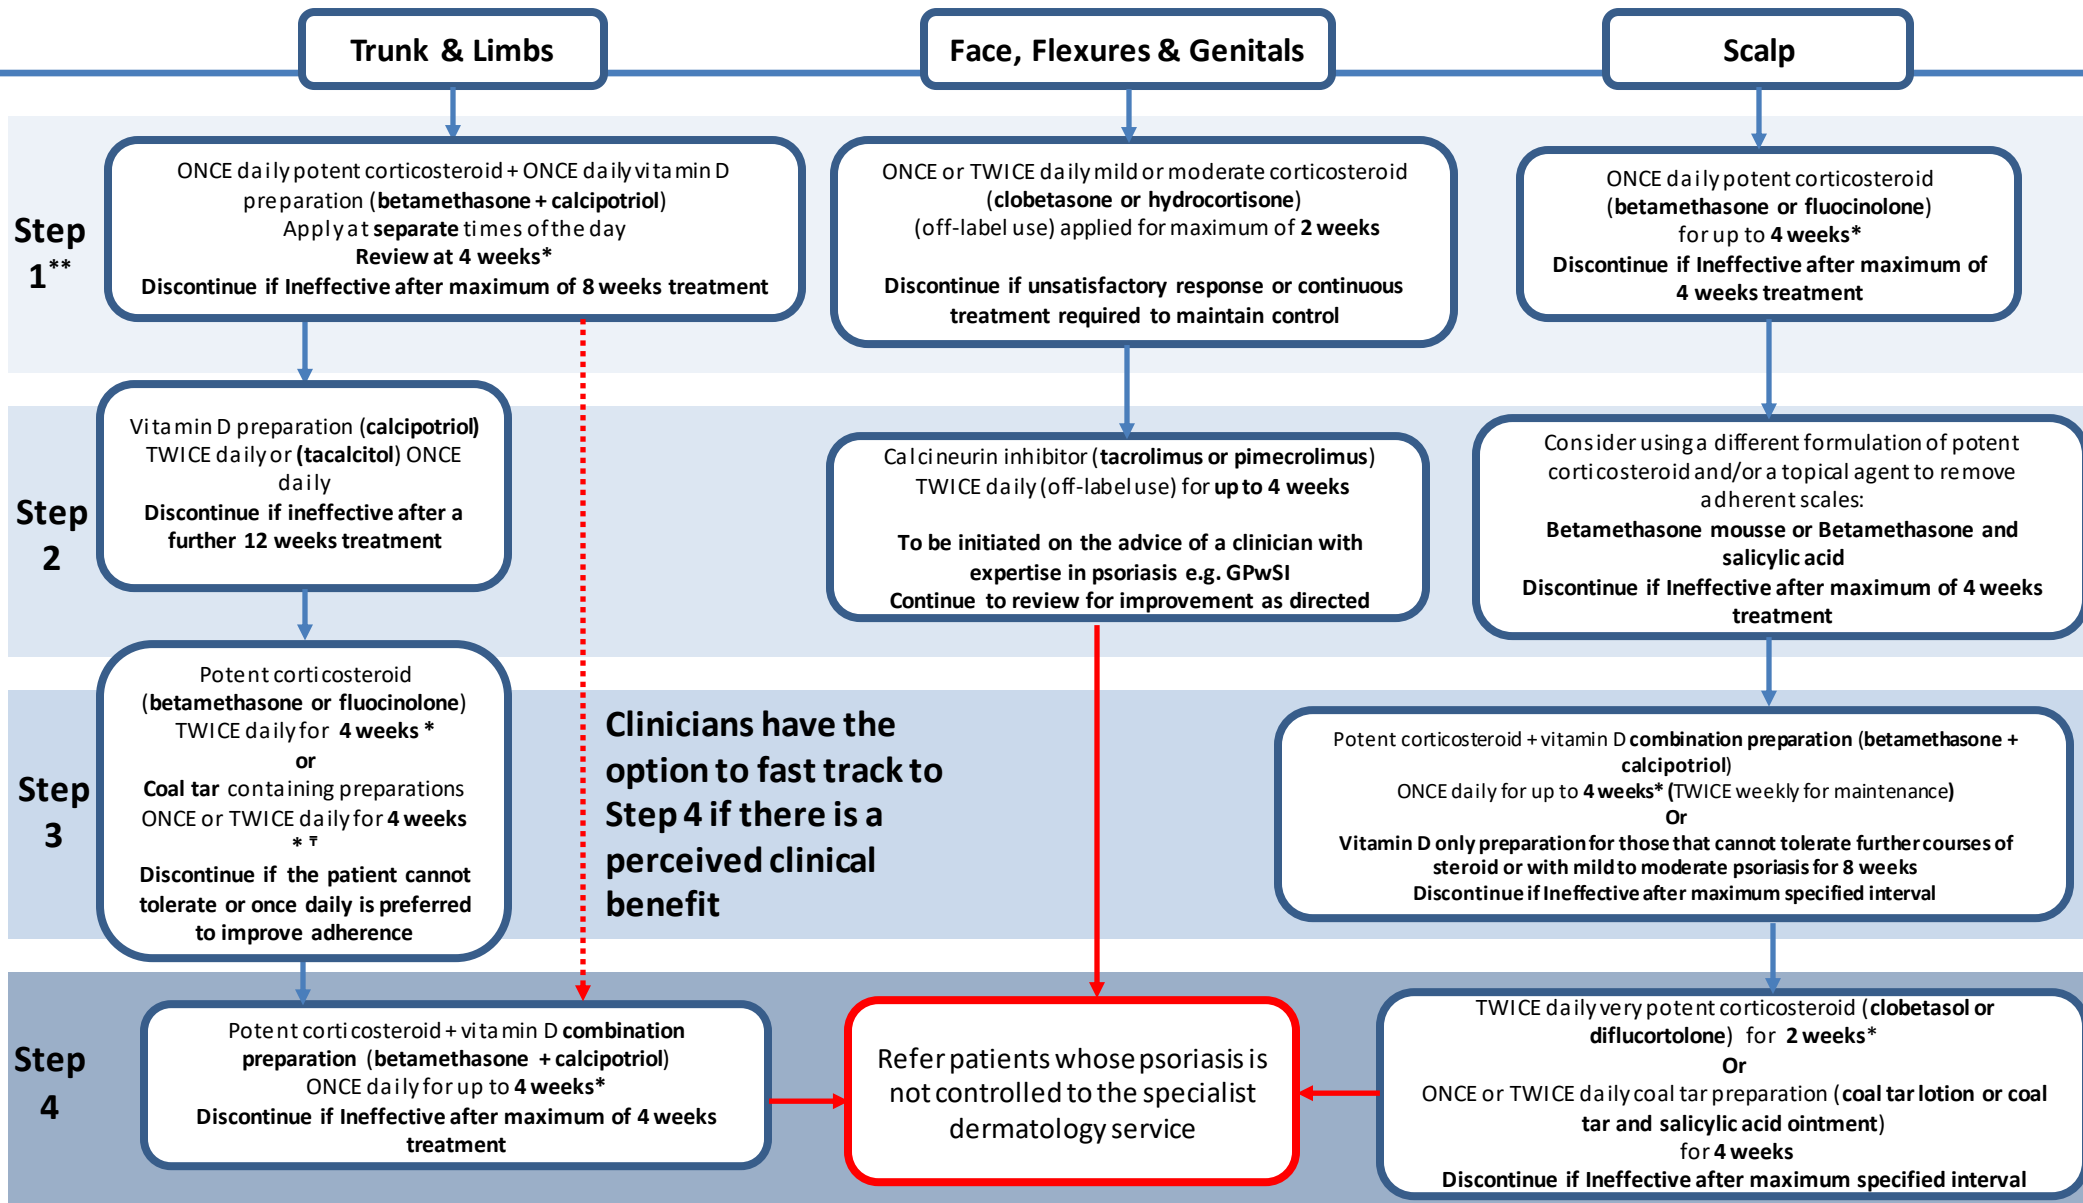 Trunk & Limbs
Face, Flexures & Genitals
Scalp
Step
1**
ONCE daily potent corticosteroid + ONCE daily vitamin D
preparation (betamethasone + calcipotriol)
Apply at separate times of the day
Review at 4 weeks*
Discontinue if Ineffective after maximum of 8 weeks treatment
ONCE or TWICE daily mild or moderate corticosteroid
(clobetasone or hydrocortisone)
(off-label use) applied for maximum of 2 weeks
Discontinue if unsatisfactory response or continuous
treatment required to maintain control
ONCE daily potent corticosteroid
(betamethasone or fluocinolone)
for up to 4 weeks*
Discontinue if Ineffective after maximum of
4 weeks treatment
Step
2
Vitamin D preparation (calcipotriol)
TWICE daily or (tacalcitol) ONCE
daily
Discontinue if ineffective after a
further 12 weeks treatment
Calcineurin inhibitor (tacrolimus or pimecrolimus)
TWICE daily (off-label use) for up to 4 weeks
To be initiated on the advice of a clinician with
expertise in psoriasis e.g. GPwSI
Continue to review for improvement as directed
Consider using a different formulation of potent
corticosteroid and/or a topical agent to remove
adherent scales:
Betamethasone mousse or Betamethasone and
salicylic acid
Discontinue if Ineffective after maximum of 4 weeks
treatment
Step
3
Potent corticosteroid
(betamethasone or fluocinolone)
TWICE daily for 4 weeks *
or
Coal tar containing preparations
ONCE or TWICE daily for 4 weeks
* ₸
Discontinue if the patient cannot
tolerate or once daily is preferred
to improve adherence
Clinicians have the
option to fast track to
Step 4 if there is a
perceived clinical
benefit
Potent corticosteroid + vitamin D combination preparation (betamethasone +
calcipotriol)
ONCE daily for up to 4 weeks* (TWICE weekly for maintenance)
Or
Vitamin D only preparation for those that cannot tolerate further courses of
steroid or with mild to moderate psoriasis for 8 weeks
Discontinue if Ineffective after maximum specified interval
Step
4
Potent corticosteroid + vitamin D combination
preparation (betamethasone + calcipotriol)
ONCE daily for up to 4 weeks*
Discontinue if Ineffective after maximum of 4 weeks
treatment
Refer patients whose psoriasis is
not controlled to the specialist
dermatology service
TWICE daily very potent corticosteroid (clobetasol or
diflucortolone) for 2 weeks*
Or
ONCE or TWICE daily coal tar preparation (coal tar lotion or coal
tar and salicylic acid ointment)
for 4 weeks
Discontinue if Ineffective after maximum specified interval